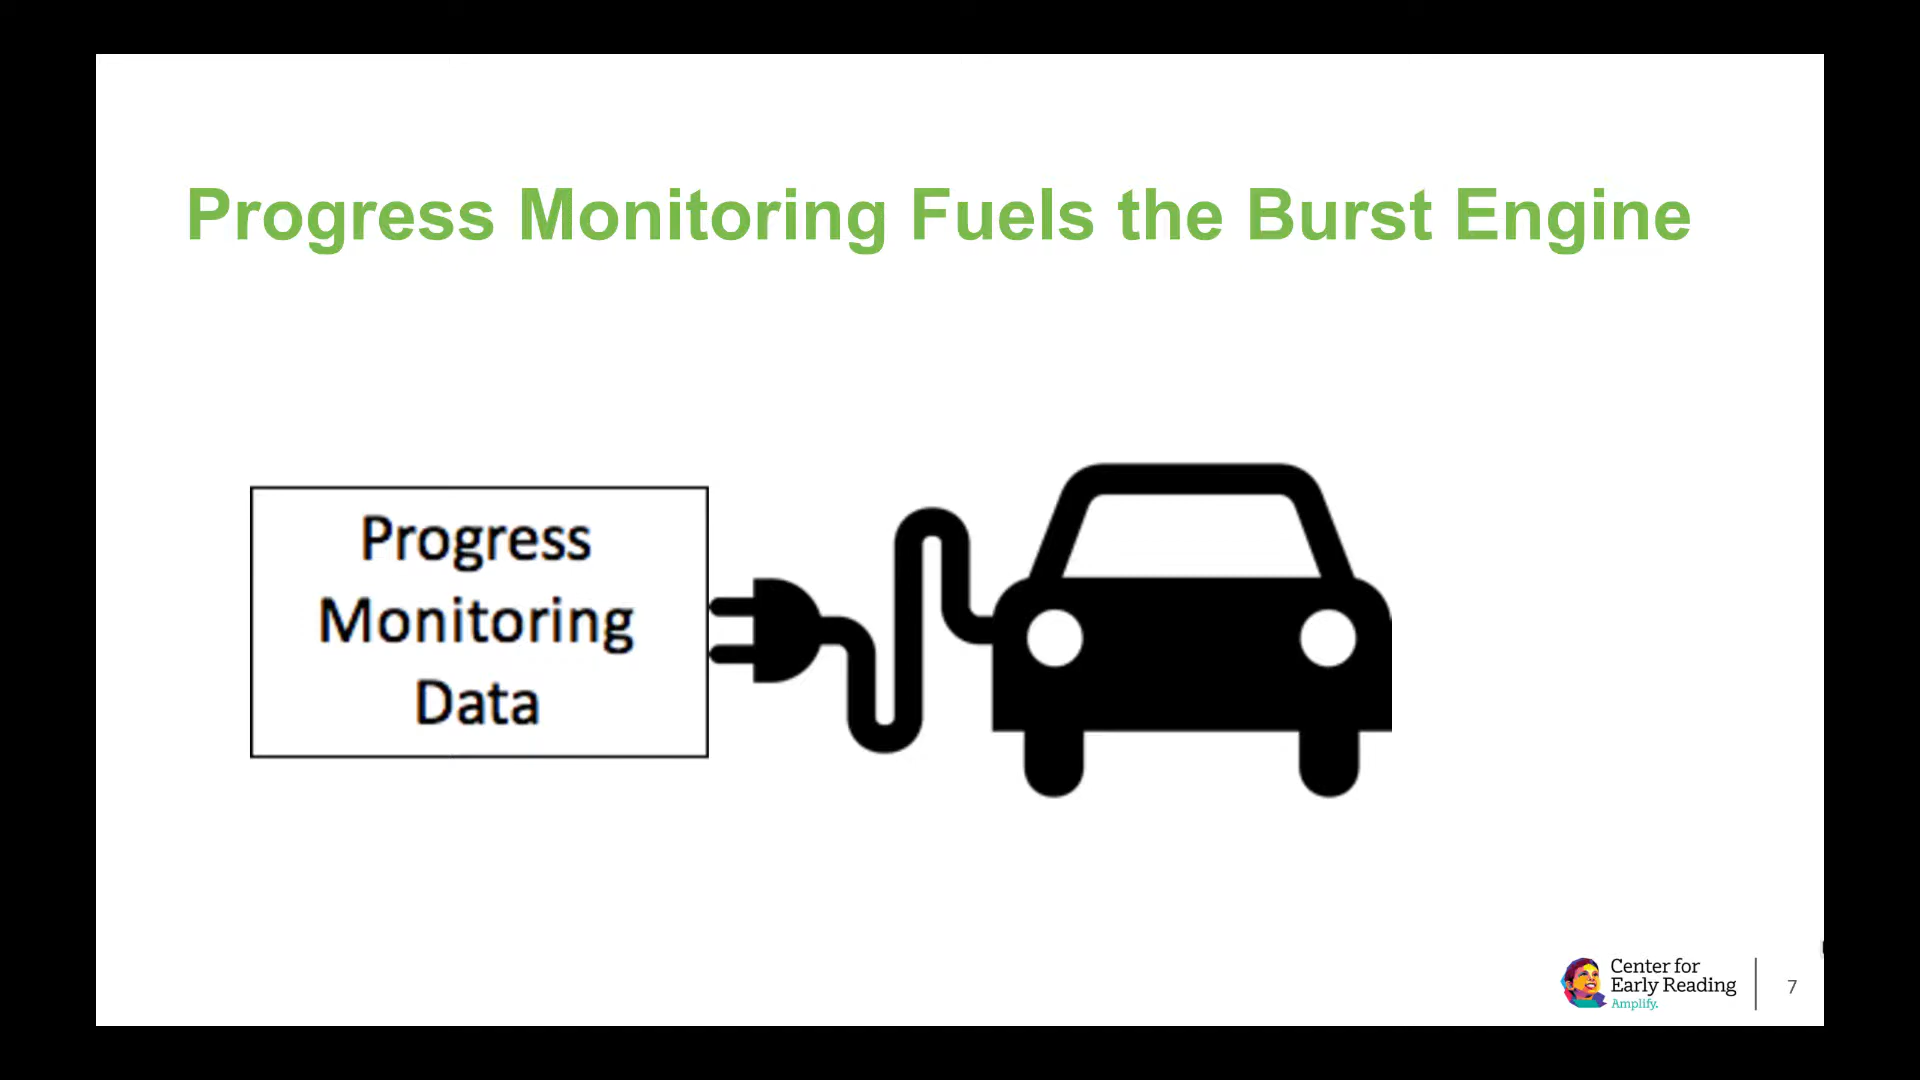 Progress Monitoring Fuels the Burst Engine
Progress
Monitoring
Data
Center for
Early Reading
Amplify.
7